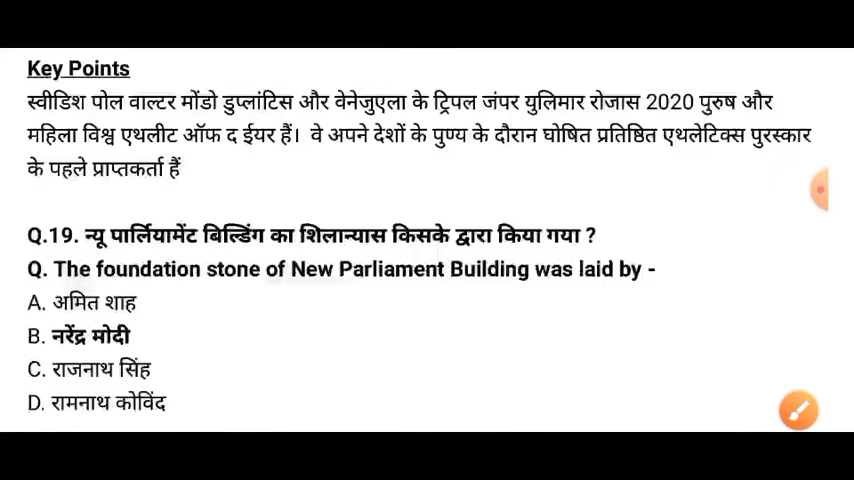 Key Points
स्वीडिश पोल वाल्टर मोंडो डुप्लांटिस और वेनेजुएला के ट्रिपल जंपर युलिमार रोजास 2020 पुरुष और
महिला विश्व एथलीट ऑफ द ईयर हैं। वे अपने देशों के पुण्य के दौरान घोषित प्रतिष्ठित एथलेटिक्स पुरस्कार
के पहले प्राप्तकर्ता हैं
Q.19. न्यू पार्लियामेंट बिल्डिंग का शिलान्यास किसके द्वारा किया गया ?
Q. The foundation stone of New Parliament Building was laid by -
A. अमित शाह
B. नरेंद्र मोदी
C. राजनाथ सिंह
D. रामनाथ कोविंद